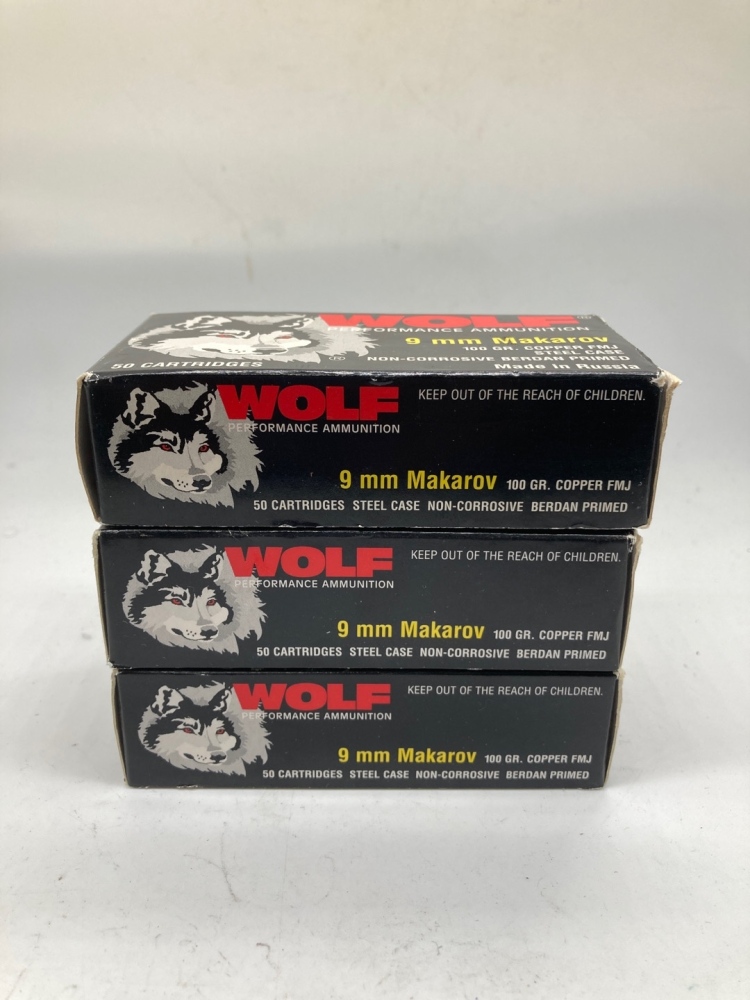 WOLF ®
PERFORMANCE AMMUNITION
9 mm Makarov
100 GR. COPPER FMJ
STEEL CASE
®
50 CARTRIDGES NON-CORROSIVE BERDAN PRIMED
Made In Russia
WOLF KEEP OUT OF THE REACH OF CHILDREN.
PERFORMANCE AMMUNITION
9 mm Makarov 100 GR. COPPER FMJ
50 CARTRIDGES STEEL CASE NON-CORROSIVE BERDAN PRIMED
WOLF KEEP OUT OF THE REACH OF CHILDREN.
PERFORMANCE AMMUNITION
9 mm Makarov 100 GR. COPPER FMJ
50 CARTRIDGES STEEL CASE NON-CORROSIVE BERDAN PRIMED
WOLF KEEP OUT OF THE REACH OF CHILDREN.
PERFORMANCE AMMUNITION
9 mm Makarov 100 GR. COPPER FMJ
50 CARTRIDGES STEEL CASE NON-CORROSIVE BERDAN PRIMED